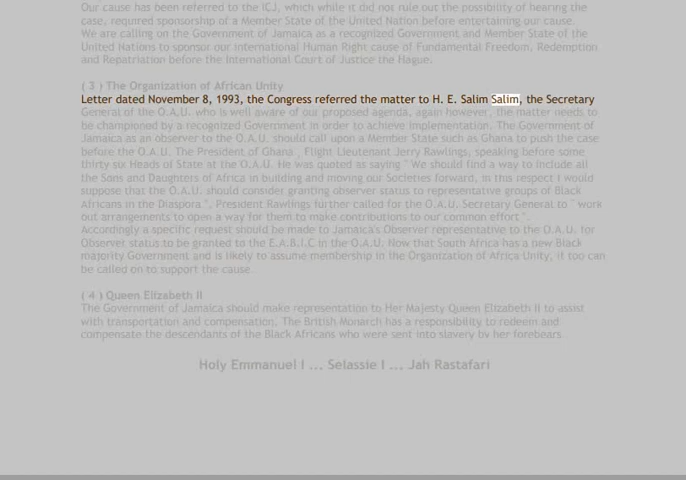 Our cause has been referred to the ICJ, which while it did not rule out the possibility of hearing the
case, required sponsorship of a Member State of the United Nation before entertaining our cause.
We are calling on the Government of Jamaica as a recognized Government and Member State of the
United Nations to sponsor our International Human Right cause of Fundamental Freedom, Redemption
and Repatriation before the International Court of Justice the Hague.
( 3 ) The Organization of African Unity
Letter dated November 8, 1993, the Congress referred the matter to H. E. Salim Salim, the Secretary
General of the O.A.U. who is well aware of our proposed agenda, again however, the matter needs to
be championed by a recognized Government in order to achieve implementation. The Government of
Jamaica as an observer to the O.A.U. should call upon a Member State such as Ghana to push the case
before the O.A.U. The President of Ghana , Flight Lieutenant Jerry Rawlings, speaking before some
thirty six Heads of State at the O.A.U. He was quoted as saying " We should find a way to include all
the Sons and Daughters of Africa in building and moving our Societies forward, in this respect I would
suppose that the O.A.U. should consider granting observer status to representative groups of Black
Africans in the Diaspora ", President Rawlings further called for the O.A.U. Secretary General to " work
out arrangements to open a way for them to make contributions to our common effort ".
Accordingly a specific request should be made to Jamaica's Observer representative to the O.A.U. for
Observer status to be granted to the E.A.B.I.C in the O.A.U. Now that South Africa has a new Black
majority Government and is likely to assume membership in the Organization of Africa Unity, it too can
be called on to support the cause.
( 4 ) Queen Elizabeth II
The Government of Jamaica should make representation to Her Majesty Queen Elizabeth II to assist
with transportation and compensation. The British Monarch has a responsibility to redeem and
compensate the descendants of the Black Africans who were sent into slavery by her forebears
Holy Emmanuel I ... Selassie I ... Jah Rastafari